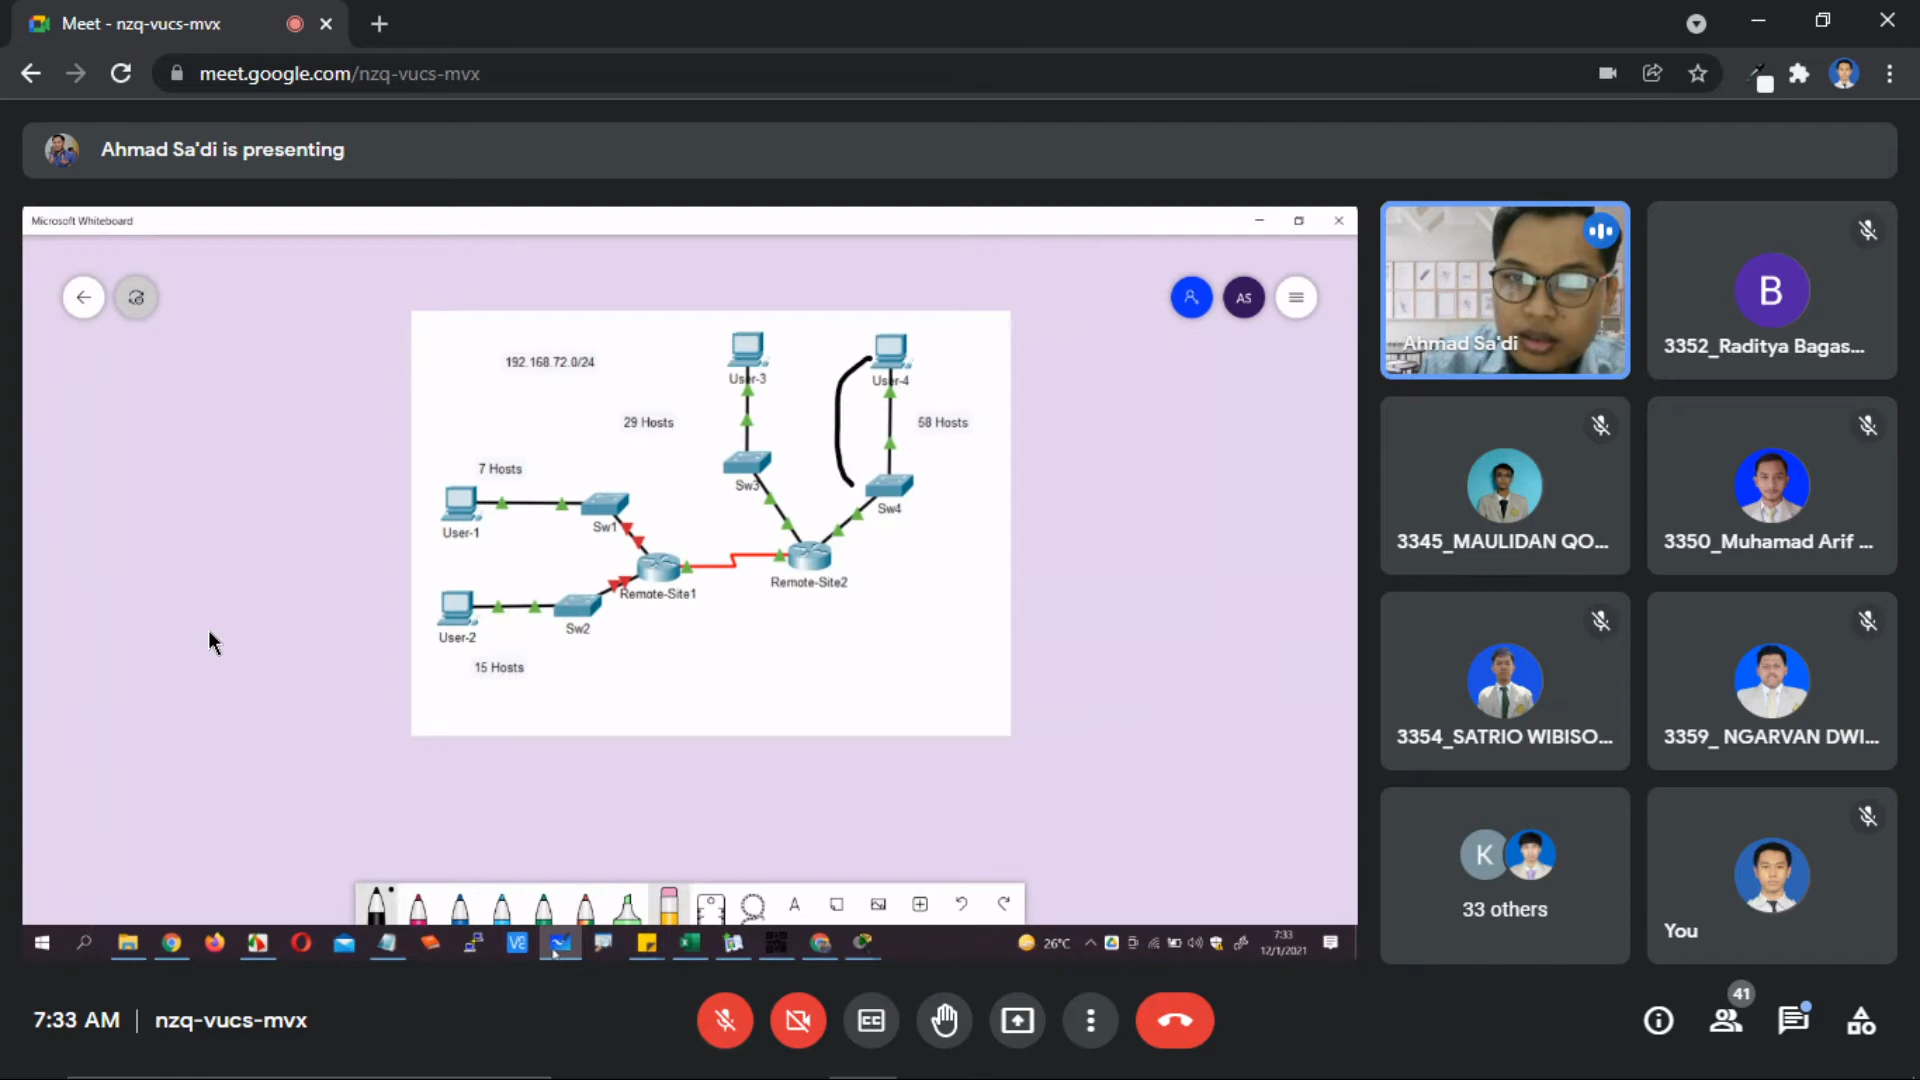 Meet - nzq-vucs-mvx
meet.google.com/nzq-vucs-mvx
Ahmad Sa'di is presenting
Microsoft Whiteboard
AS
192.168.72.0/24
User-3
User-4
29 Hosts
58 Hosts
7 Hosts
Sw3
Sw4
User-1
Sw1
Remote-Site2
Remote-Site1
User-2
Sw2
15 Hosts
A
26°C
7:33
12/1/2021
Ahmad Sa'di
B
3352_Raditya Bagas...
3345_MAULIDAN QO...
3350_Muhamad Arif ...
3354_SATRIO WIBISO...
3359_ NGARVAN DWI...
K
33 others
You
7:33 AM | nzq-vucs-mvx
CC
41